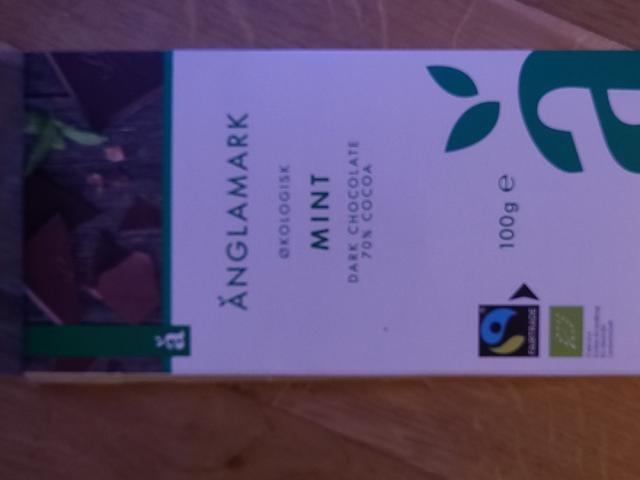 ÄNGLAMARK
ØKOLOGISK
MINT
DARK CHOCOLATE
70% COCOA
100g e
FAIRTRADE
ä
ä